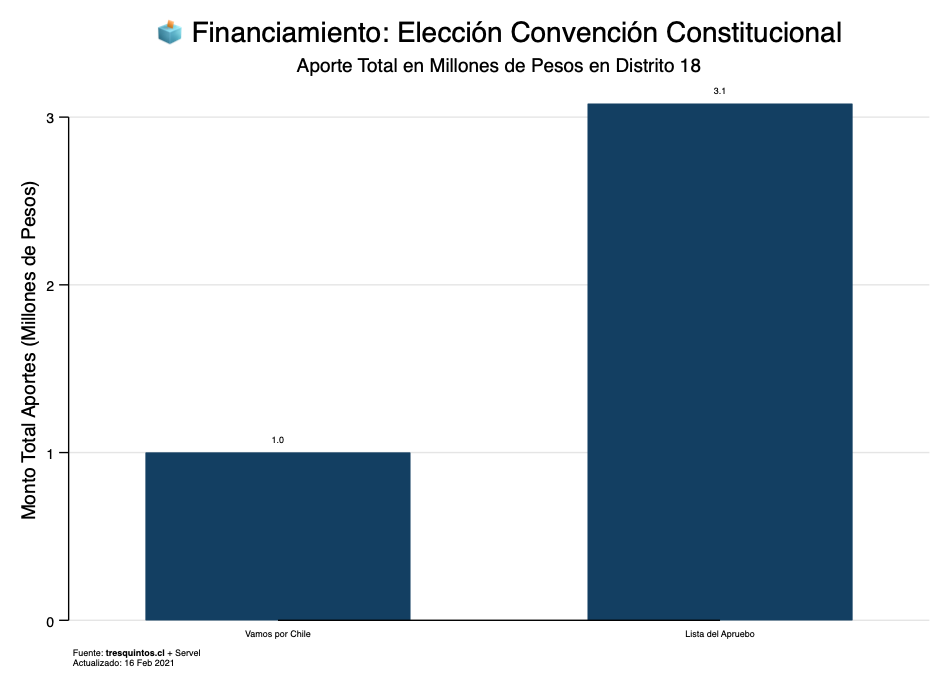 Financiamiento: Elección Convención Constitucional
Aporte Total en Millones de Pesos en Distrito 18
Monto Total Aportes (Millones de Pesos)
3
2
1
0
1.0
3.1
Vamos por Chile
Lista del Apruebo
Fuente: tresquintos.cl + Servel
Actualizado: 16 Feb 2021